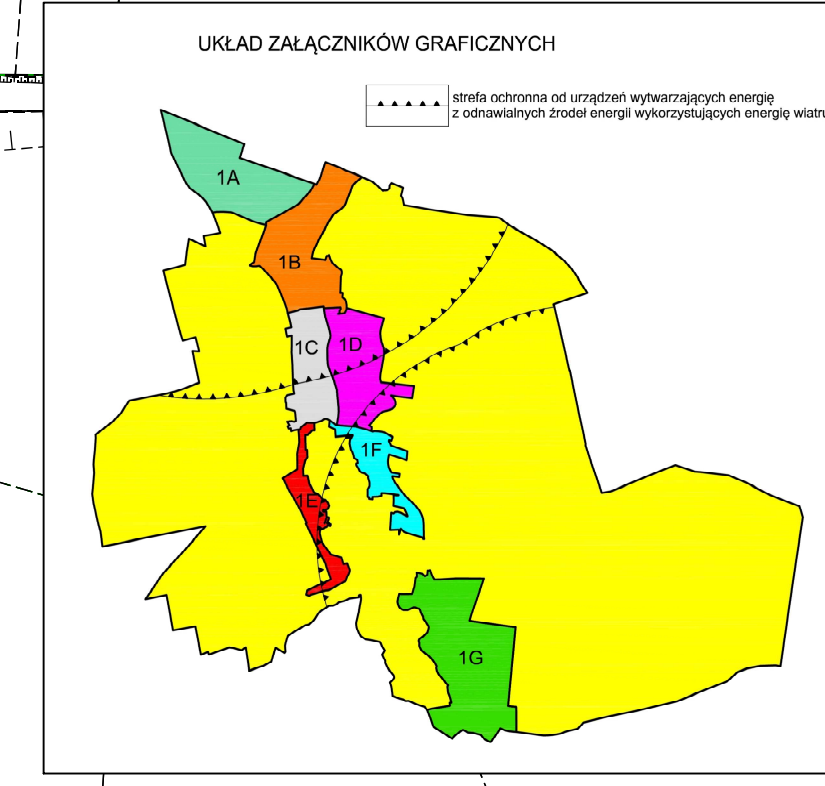 UKŁAD ZAŁĄCZNIKÓW GRAFICZNYCH
strefa ochronna od urządzeń wytwarzających energię
z odnawialnych źrodeł energii wykorzystujących energię wiatru
1A
1B
1C
1D
1F
1E
1G